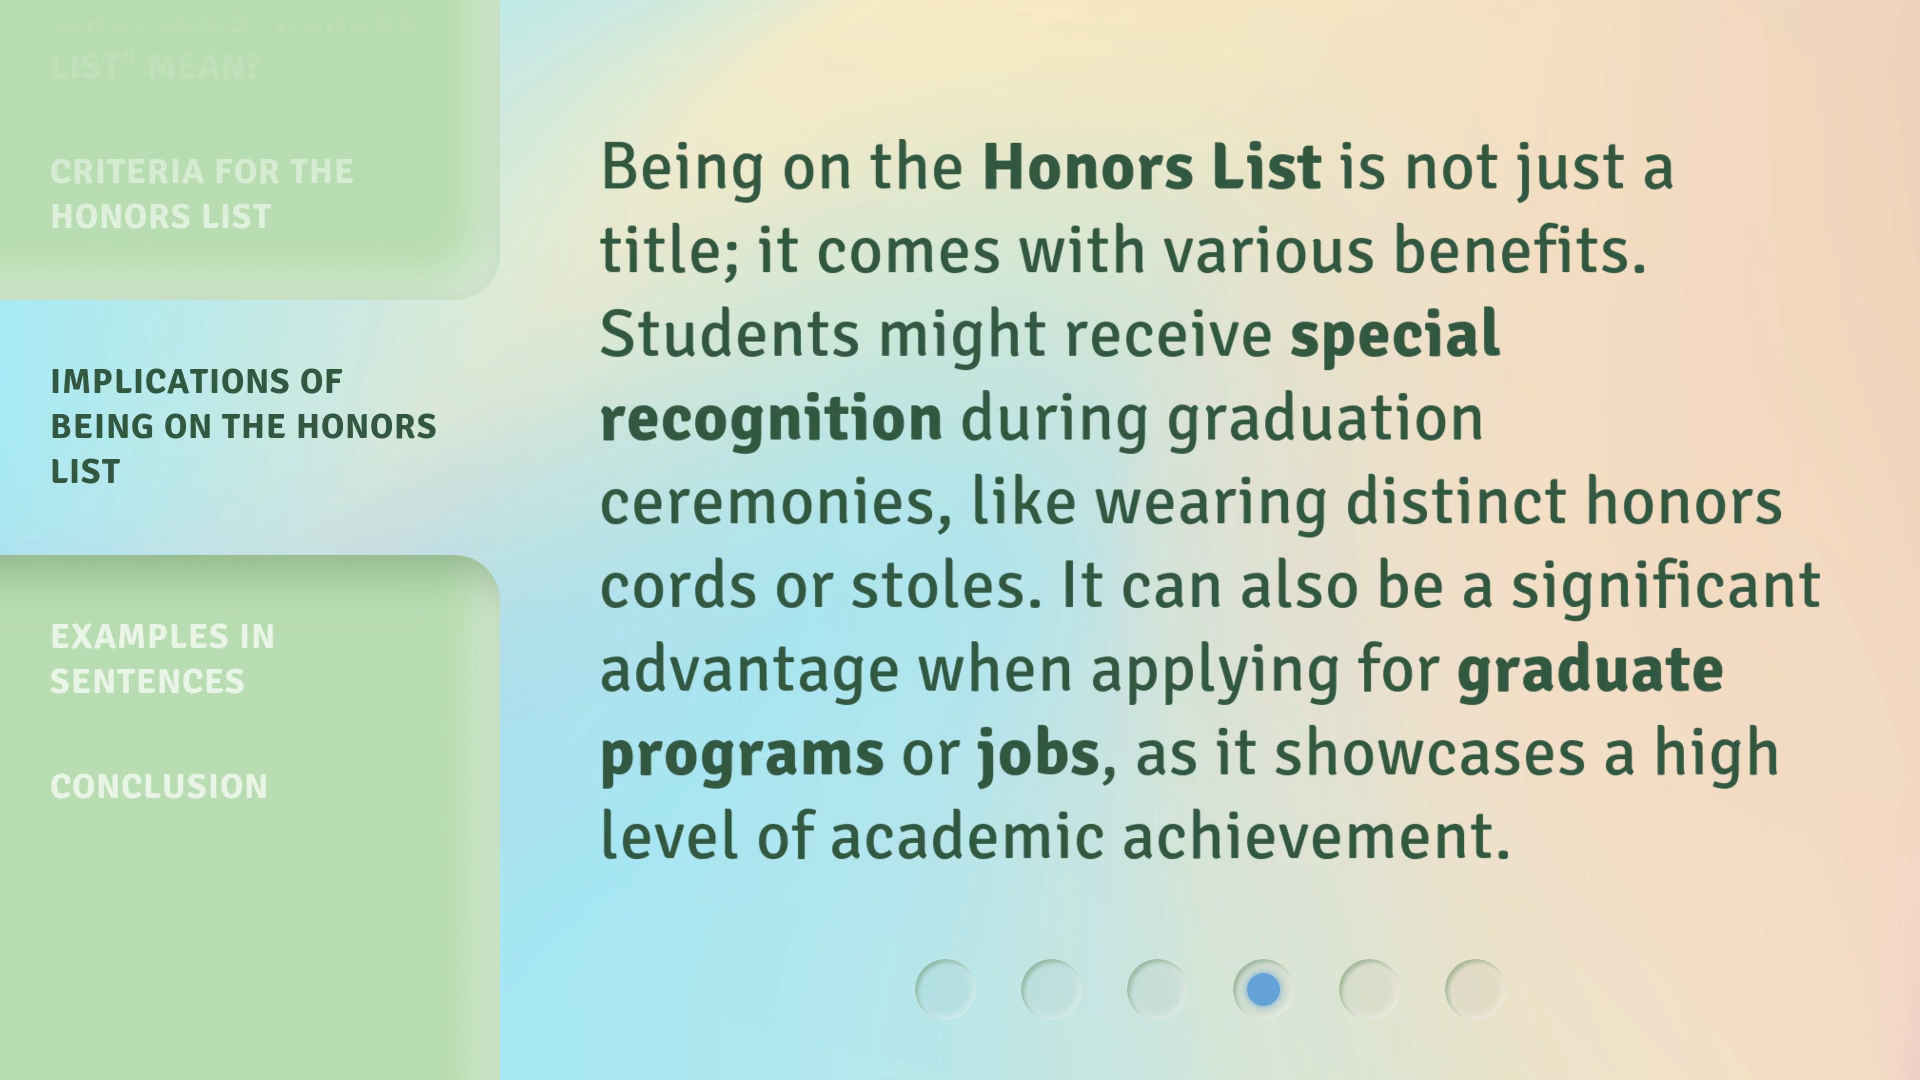 LIST" MEAN?
CRITERIA FOR THE
HONORS LIST
IMPLICATIONS OF
BEING ON THE HONORS
LIST
EXAMPLES IN
SENTENCES
CONCLUSION
Being on the Honors List is not just a
title; it comes with various benefits.
Students might receive special
recognition during graduation
ceremonies, like wearing distinct honors
cords or stoles. It can also be a significant
advantage when applying for graduate
programs or jobs, as it showcases a high
level of academic achievement.